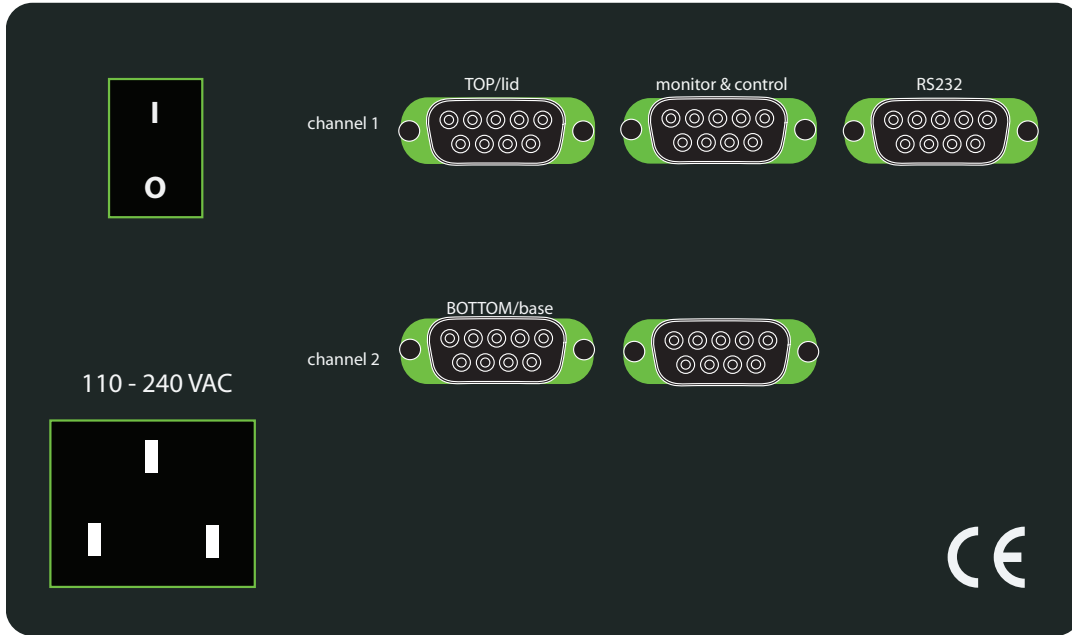 I
O
TOP/lid
monitor & control
RS232
channel 1
BOTTOM/base
channel 2
110 - 240 VAC
CE